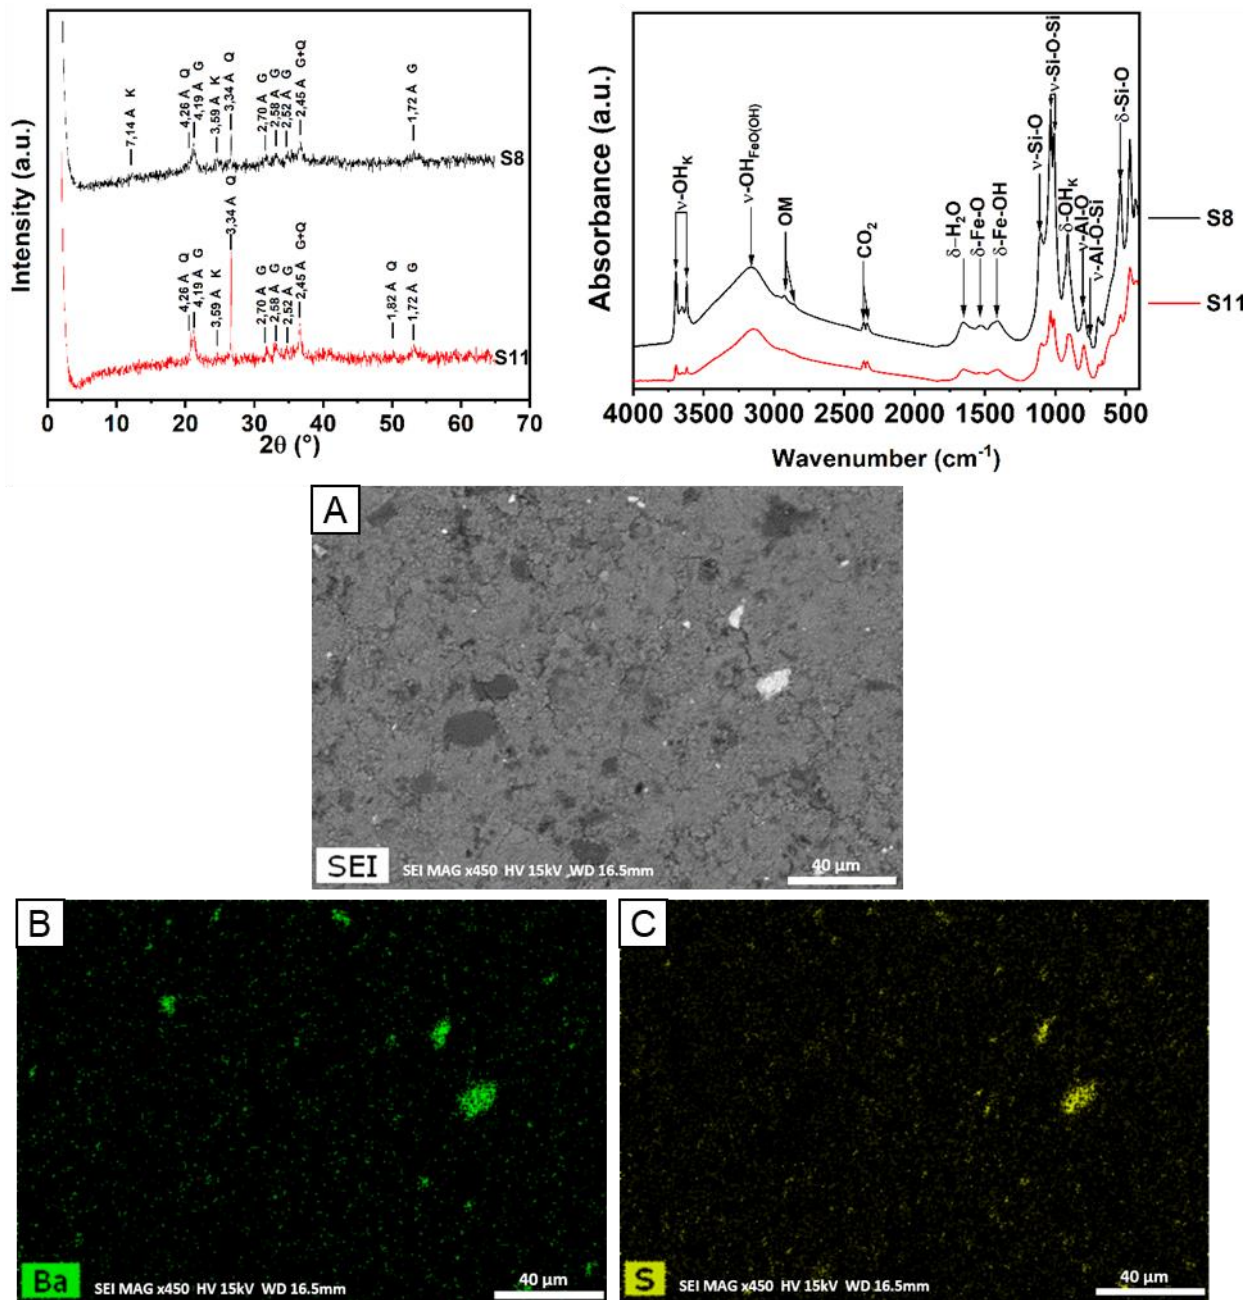 Intensity (a.u.)
7,14 Å K
4,26 Å Q
4,19 Å G
3,59 Å K
3,34 Å Q
2,70 Å G
2,58 Å G
2,52 Å G
2,45 Å G+Q
1,72 Å G
S8
4,26 Å Q
4,19 Å G
3,59 Å K
3,34 Å Q
2,70 Å G
2,58 Å G
2,52 Å G
2,45 Å G+Q
1,82 Å Q
1,72 Å G
S11
0 10 20 30 40 50 60 70
2θ (°)
Absorbance (a.u.)
ν-OHK
ν-OHFeO(OH)
OM
CO2
δ-H2O
δ-Fe-O
δ-Fe-OH
ν-Si-O
ν-Si-O-Si
δ-OHK
ν-Al-O
ν-Al-O-Si
δ-Si-O
S8
S11
4000 3500 3000 2500 2000 1500 1000 500
Wavenumber (cm-1)
A
SEI
SEI MAG x450 HV 15kV ,WD 16.5mm
40 µm
B
Ba
SEI MAG x450 HV 15kV WD 16.5mm
40 µm
C
S
SEI MAG x450 HV 15kV WD 16.5mm
40 µm